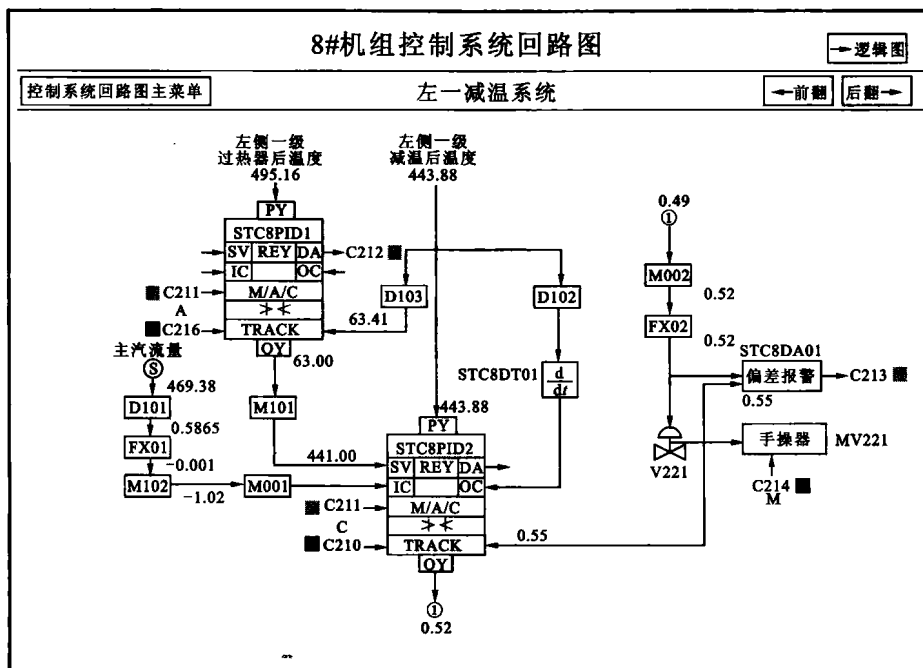 8#机组控制系统回路图
→逻辑图
控制系统回路图主菜单
左一减温系统
←前翻
后翻→
左侧一级
过热器后温度
495.16
左侧一级
减温后温度
443.88
PY
STC8PID1
SV REY DA
C212
IC OC
C211
M/A/C
A
C216
TRACK
OY
63.00
D103
63.41
D102
STC8DT01
d
dt
主汽流量
S
469.38
D101
0.5865
FX01
-0.001
M102
-1.02
M001
M101
441.00
443.88
PY
STC8PID2
SV REY DA
IC OC
C211
M/A/C
C
C210
TRACK
0.55
OY
1
0.52
0.49
1
M002
0.52
FX02
0.52
STC8DA01
偏差报警
C213
0.55
V221
手操器
MV221
C214
M